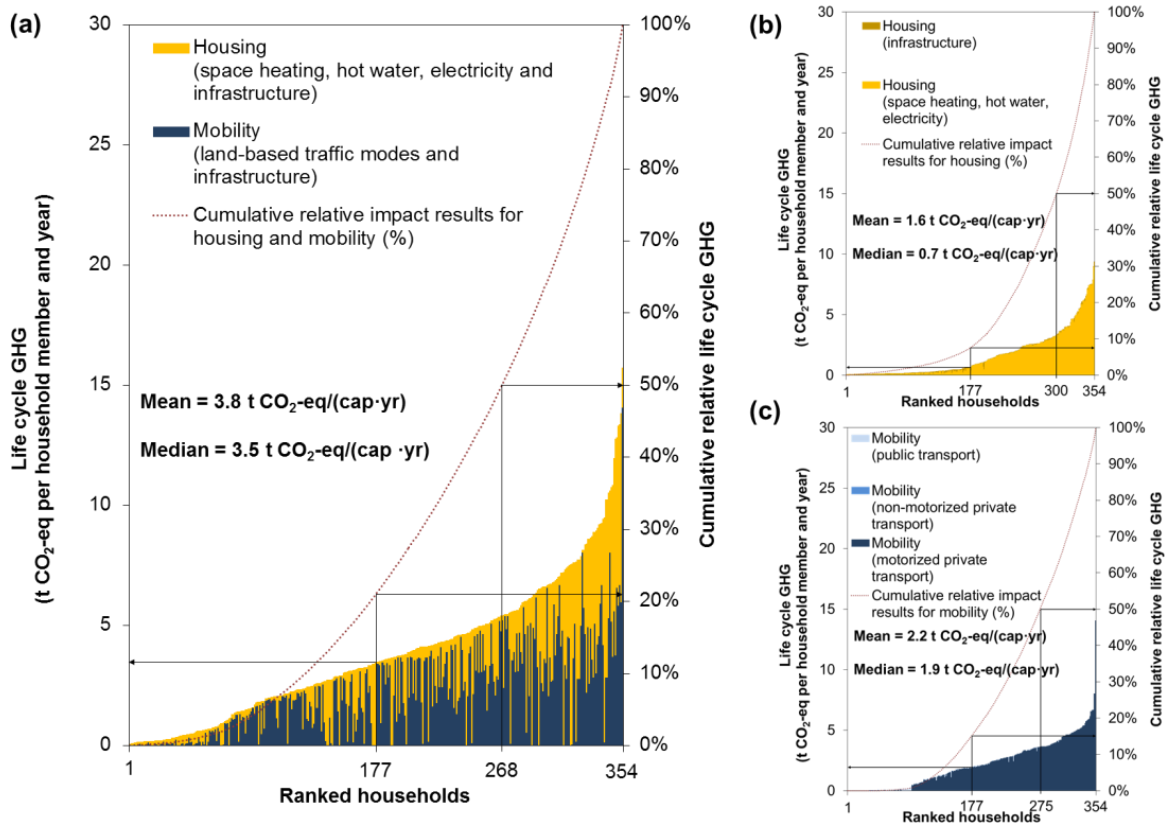 (a)
30
25
20
15
10
5
0
Life cycle GHG
(t CO₂-eq per household member and year)
Housing
(space heating, hot water, electricity and
infrastructure)
Mobility
(land-based traffic modes and
infrastructure)
Cumulative relative impact results for
housing and mobility (%)
Mean = 3.8 t CO₂-eq/(cap·yr)
Median = 3.5 t CO₂-eq/(cap ·yr)
100%
90%
80%
70%
60%
50%
40%
30%
20%
10%
0%
Cumulative relative life cycle GHG
1 177 268 354
Ranked households
(b)
30
25
20
15
10
5
0
Life cycle GHG
(t CO₂-eq per household member and year)
Housing
(infrastructure)
Housing
(space heating, hot water,
electricity)
Cumulative relative impact
results for housing (%)
Mean = 1.6 t CO₂-eq/(cap·yr)
Median = 0.7 t CO₂-eq/(cap·yr)
100%
90%
80%
70%
60%
50%
40%
30%
20%
10%
0%
Cumulative relative life cycle GHG
1 177 300 354
Ranked households
(c)
30
25
20
15
10
5
0
Life cycle GHG
(t CO₂-eq per household member and year)
Mobility
(public transport)
Mobility
(non-motorized private
transport)
Mobility
(motorized private
transport)
Cumulative relative impact
results for mobility (%)
Mean = 2.2 t CO₂-eq/(cap·yr)
Median = 1.9 t CO₂-eq/(cap·yr)
100%
90%
80%
70%
60%
50%
40%
30%
20%
10%
0%
Cumulative relative life cycle GHG
1 177 275 354
Ranked households